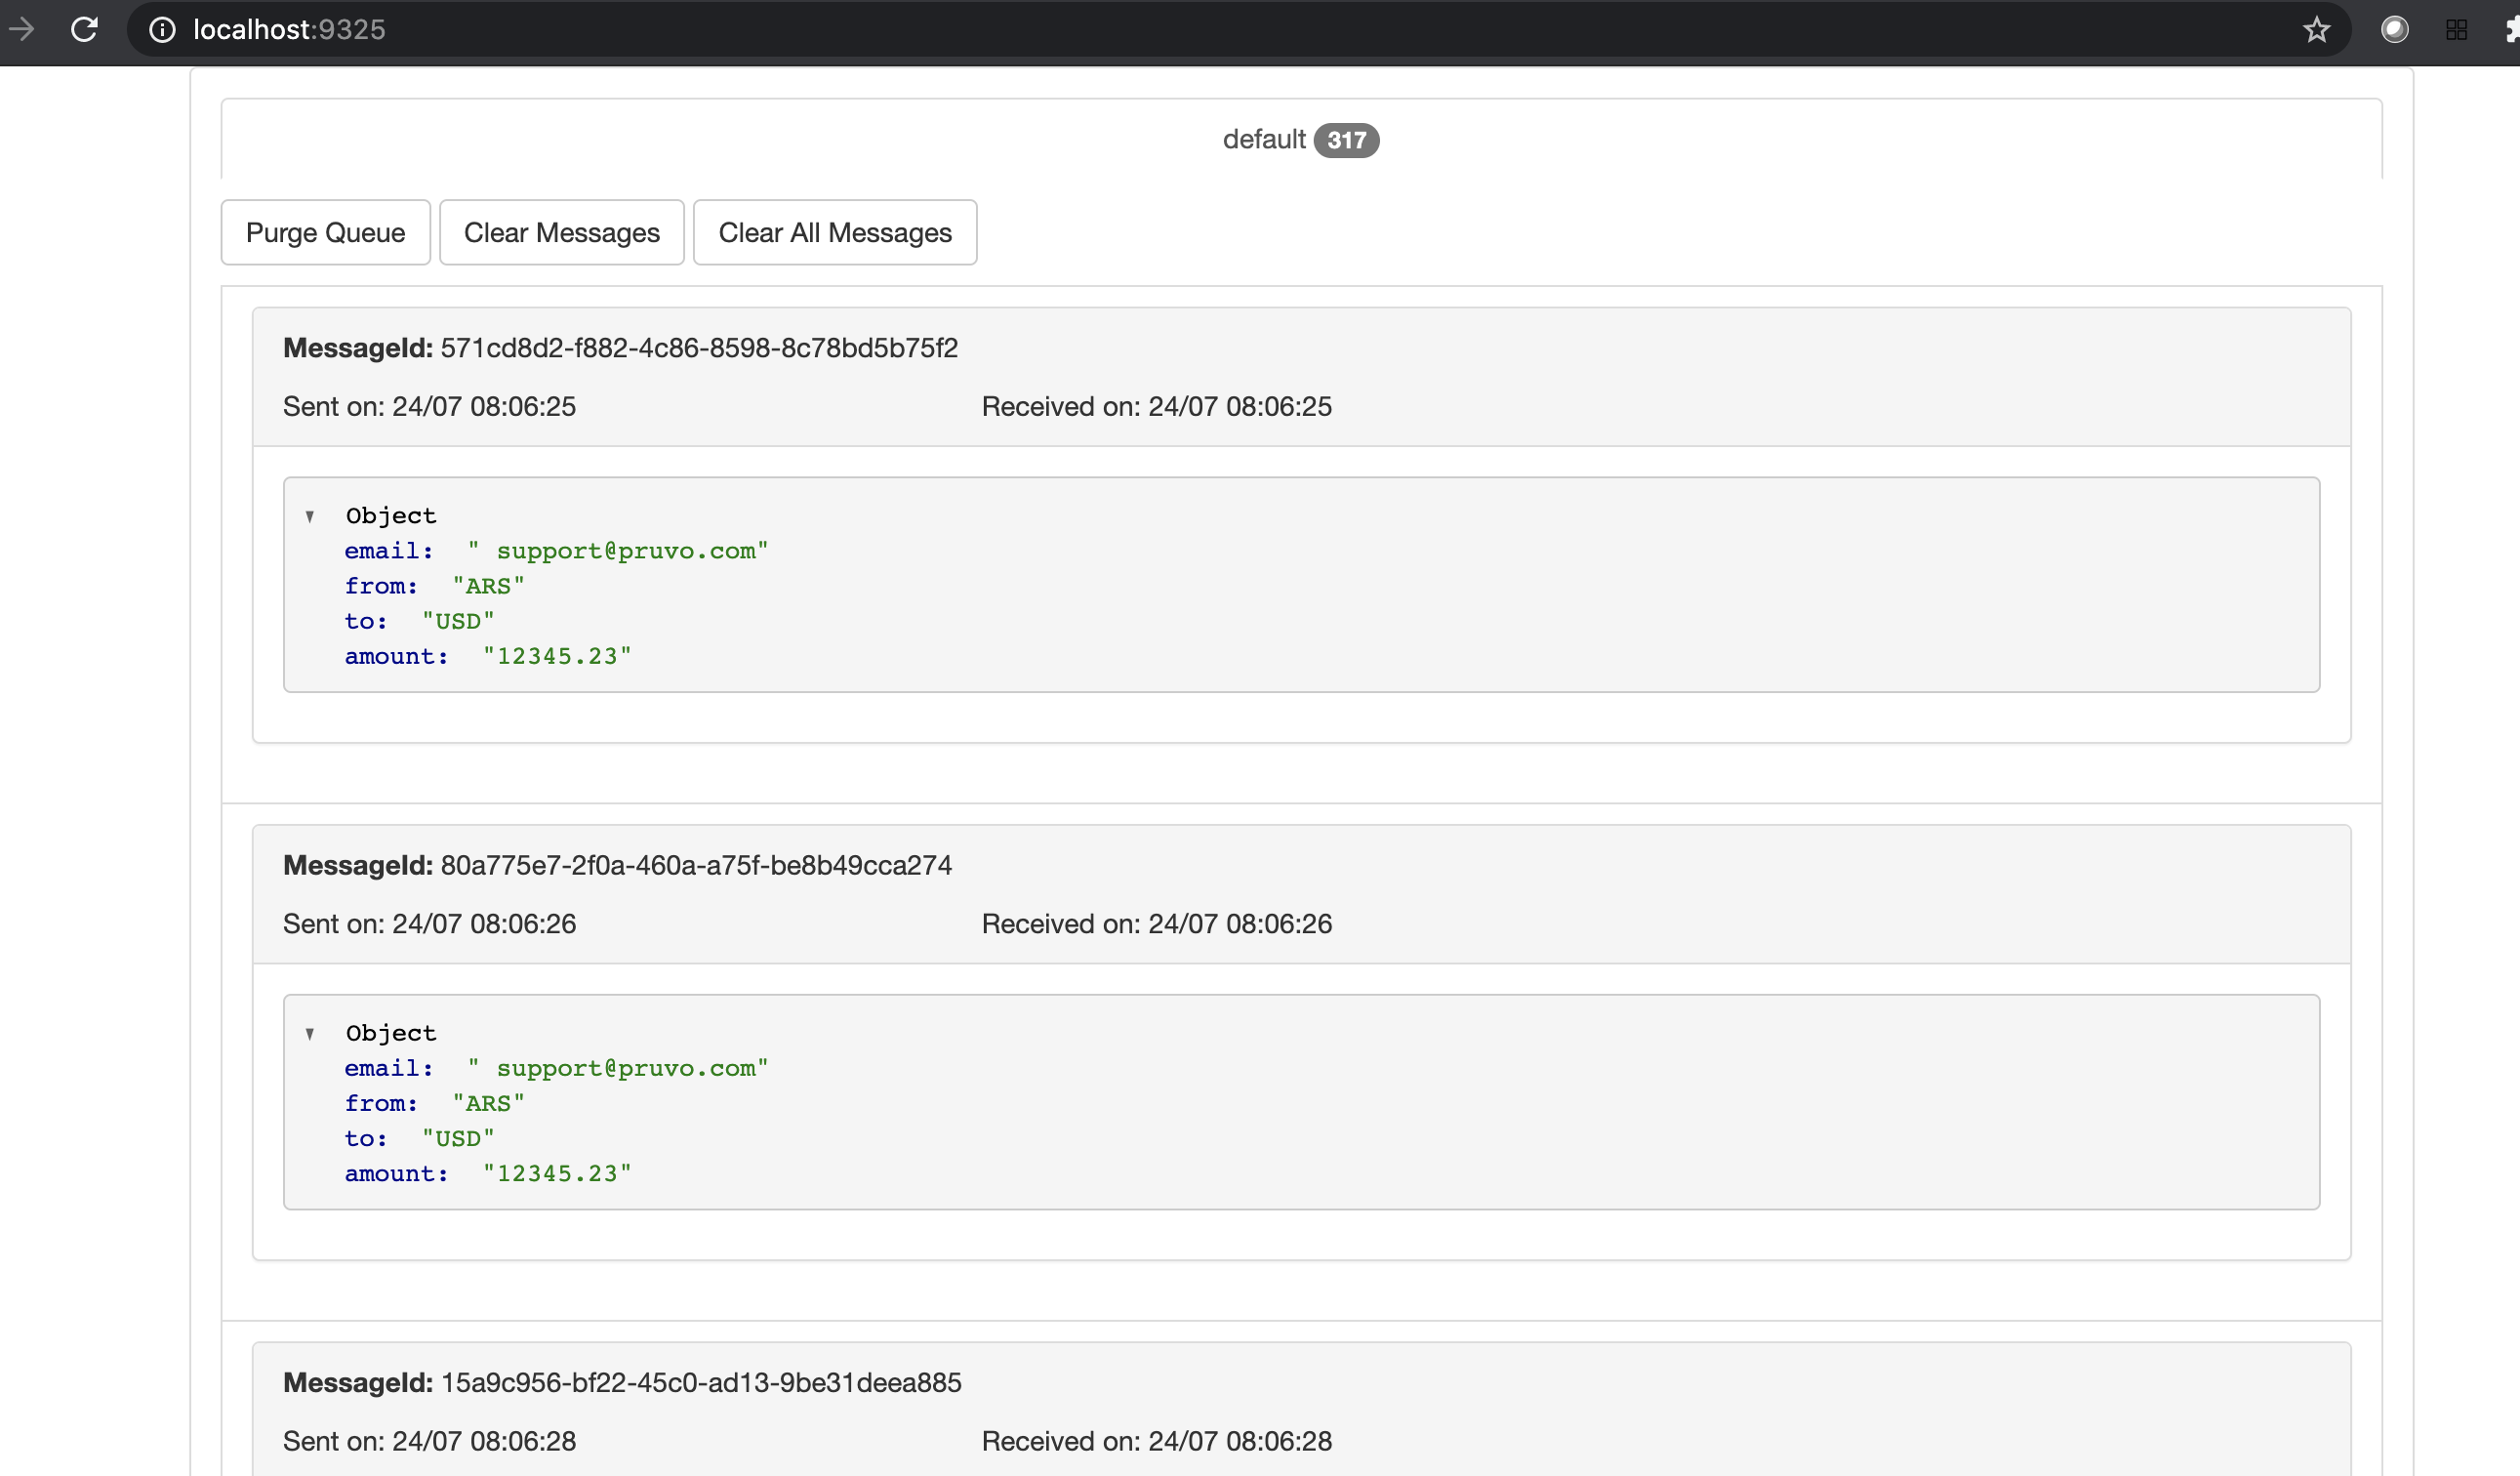 localhost:9325
default 317
Purge Queue Clear Messages Clear All Messages
MessageId: 571cd8d2-f882-4c86-8598-8c78bd5b75f2
Sent on: 24/07 08:06:25 Received on: 24/07 08:06:25
Object
email: " support@pruvo.com"
from: "ARS"
to: "USD"
amount: "12345.23"
MessageId: 80a775e7-2f0a-460a-a75f-be8b49cca274
Sent on: 24/07 08:06:26 Received on: 24/07 08:06:26
Object
email: " support@pruvo.com"
from: "ARS"
to: "USD"
amount: "12345.23"
MessageId: 15a9c956-bf22-45c0-ad13-9be31deea885
Sent on: 24/07 08:06:28 Received on: 24/07 08:06:28